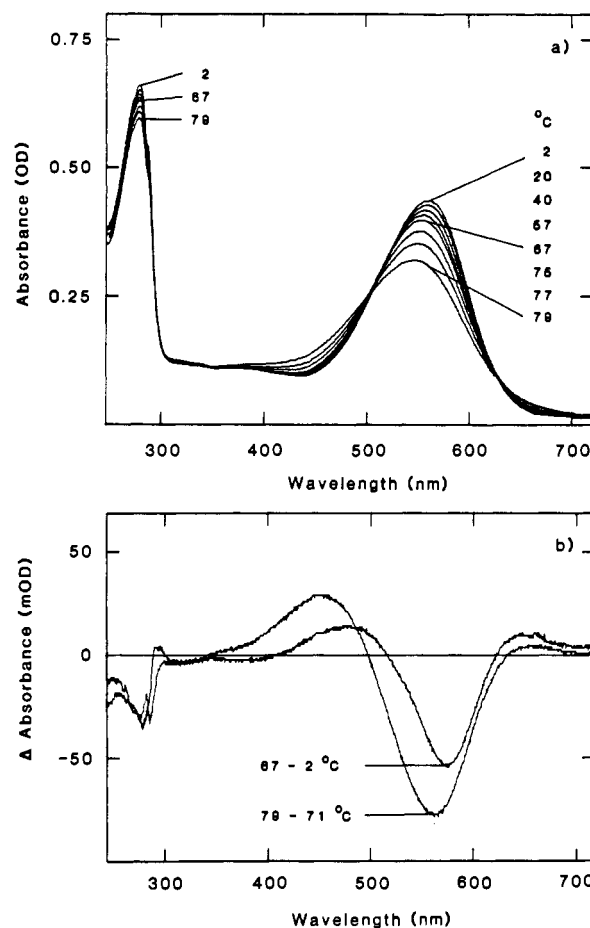 0.75
a)
2
67
79
°C
2
20
40
57
67
75
77
79
0.50
0.25
Absorbance (OD)
300 400 500 600 700
Wavelength (nm)
b)
50
0
-50
Δ Absorbance (mOD)
67 - 2 °C
79 - 71 °C
300 400 500 600 700
Wavelength (nm)